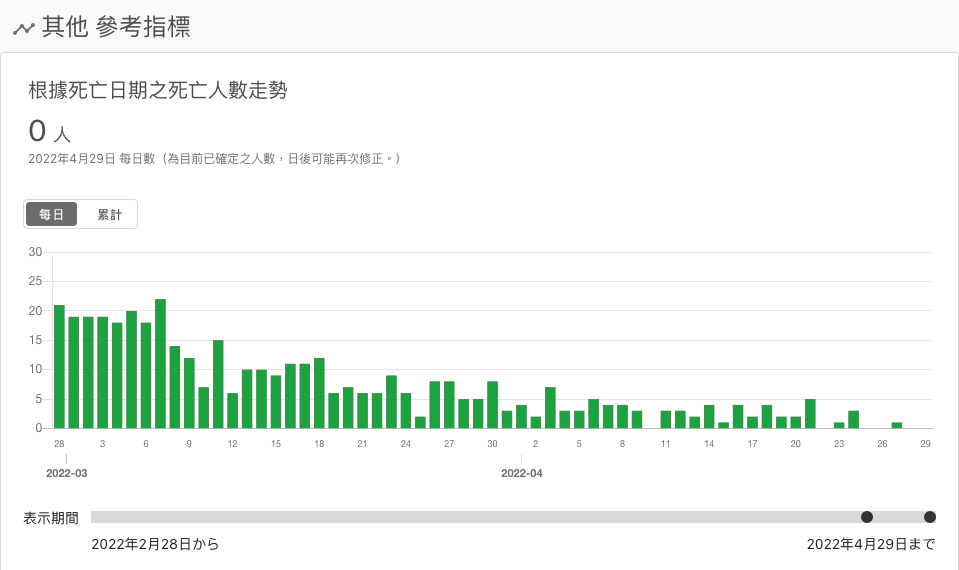 其他 參考指標
根據死亡日期之死亡人數走勢
0 人
2022年4月29日 每日數（為目前已確定之人數，日後可能再次修正。）
每日 累計
30
25
20
15
10
5
0
28 3 6 9 12 15 18 21 24 27 30 2 5 8 11 14 17 20 23 26 29
2022-03 2022-04
表示期間
2022年2月28日から 2022年4月29日まで